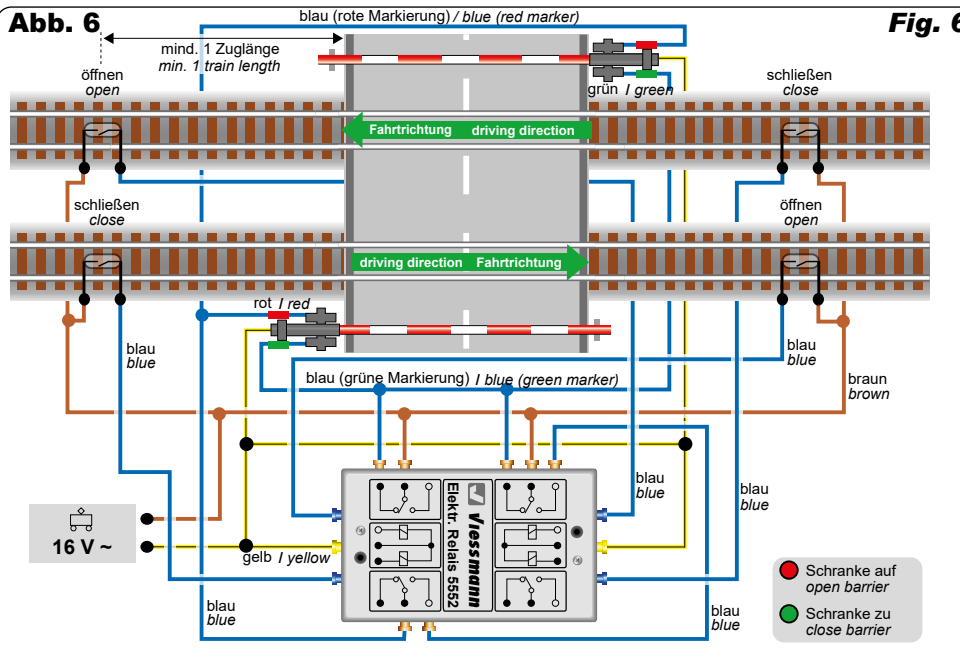 Abb. 6
Fig. 6
blau (rote Markierung) / blue (red marker)
mind. 1 Zuglänge
min. 1 train length
öffnen
open
grün / green
schließen
close
Fahrtrichtung driving direction
schließen
close
öffnen
open
driving direction Fahrtrichtung
rot / red
blau
blue
blau
blue
blau (grüne Markierung) / blue (green marker)
braun
brown
blau
blue
blau
blue
16 V ~
gelb / yellow
Viessmann
Elektr. Relais 5552
blau
blue
blau
blue
Schranke auf
open barrier
Schranke zu
close barrier